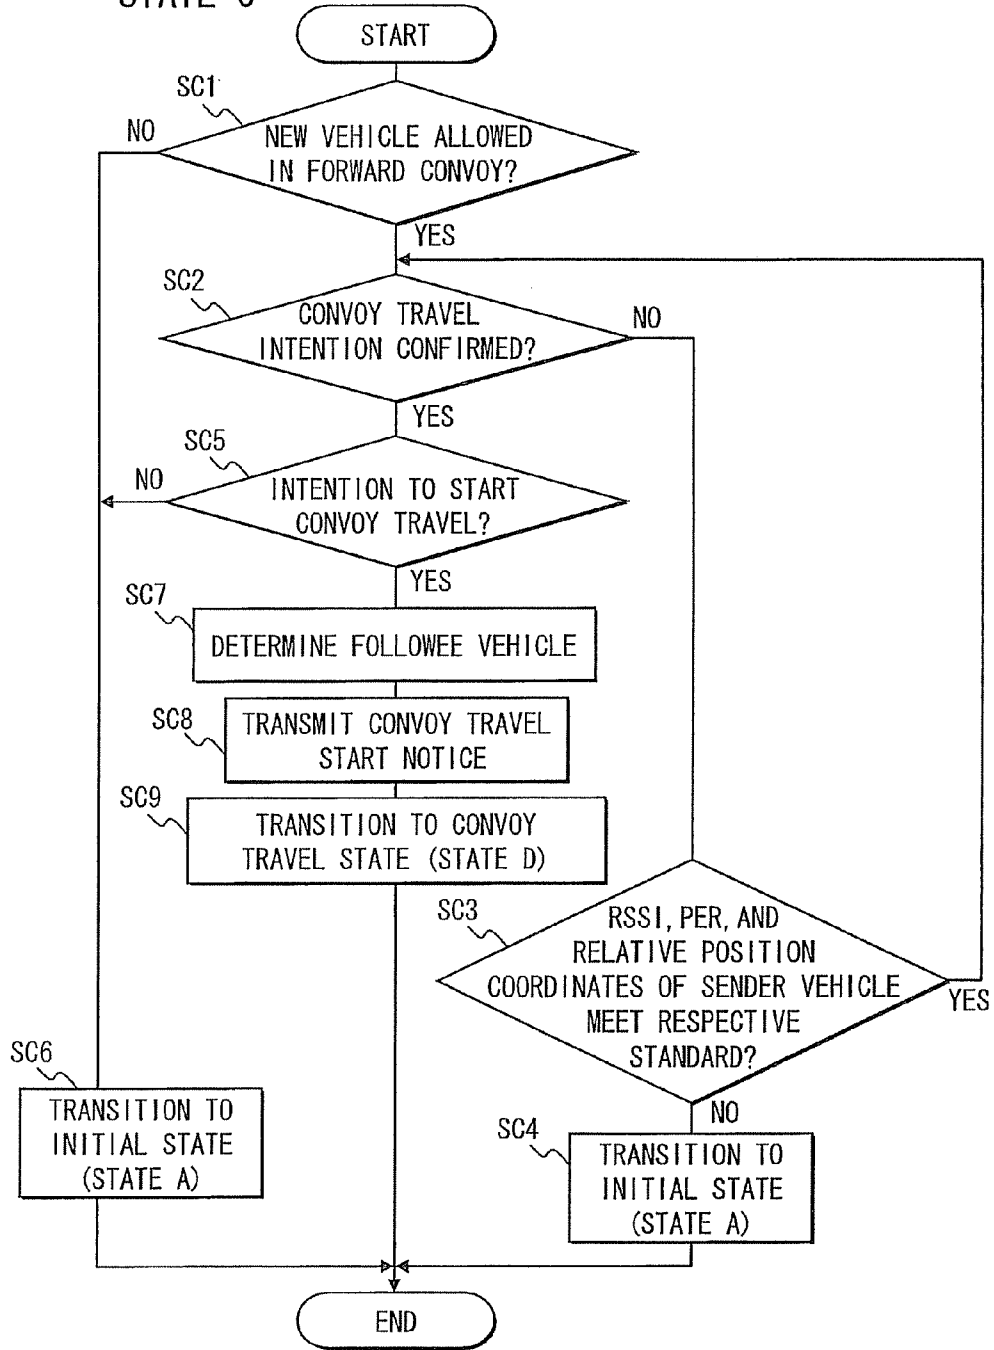 START
SC1
NEW VEHICLE ALLOWED
IN FORWARD CONVOY?
NO
YES
SC2
CONVOY TRAVEL
INTENTION CONFIRMED?
NO
YES
SC5
INTENTION TO START
CONVOY TRAVEL?
NO
YES
SC7
DETERMINE FOLLOWEE VEHICLE
SC8
TRANSMIT CONVOY TRAVEL
START NOTICE
SC9
TRANSITION TO CONVOY
TRAVEL STATE (STATE D)
SC3
RSSI, PER, AND
RELATIVE POSITION
COORDINATES OF SENDER VEHICLE
MEET RESPECTIVE
STANDARD?
YES
NO
SC6
TRANSITION TO
INITIAL STATE
(STATE A)
SC4
TRANSITION TO
INITIAL STATE
(STATE A)
END